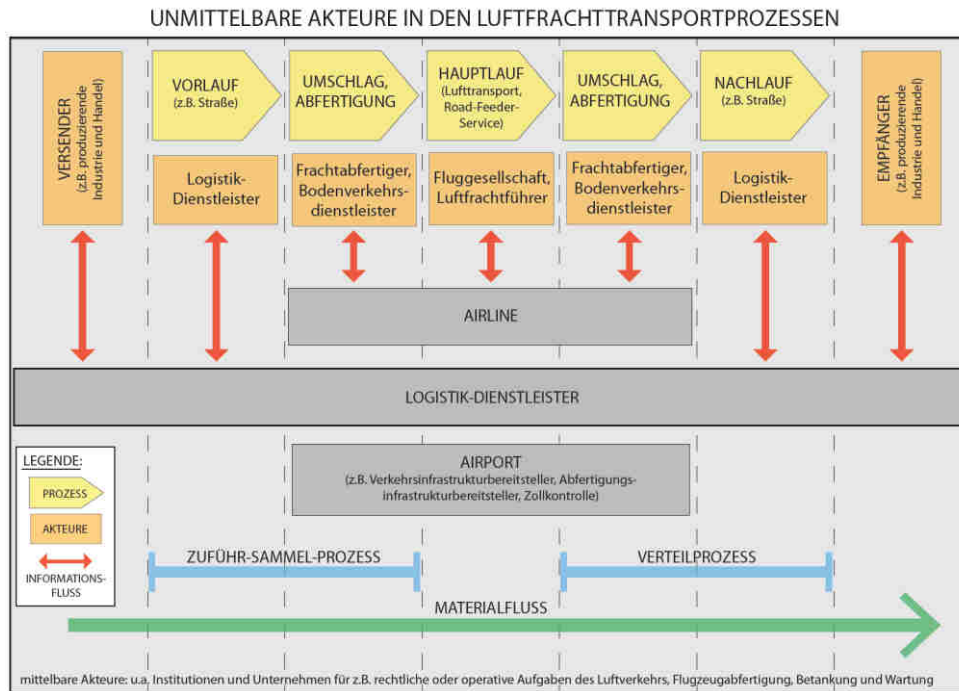 UNMITTELBARE AKTEURE IN DEN LUFTFRACHTTRANSPORTPROZESSEN
VERSENDER
(z.B. produzierende
Industrie und Handel)
VORLAUF
(z.B. Straße)
UMSCHLAG,
ABFERTIGUNG
HAUPTLAUF
(Lufttransport,
Road-Feeder-
Service)
UMSCHLAG,
ABFERTIGUNG
NACHLAUF
(z.B. Straße)
EMPFÄNGER
(z.B. produzierende
Industrie und Handel)
Logistik-
Dienstleister
Frachtabfertiger,
Bodenverkehrs-
dienstleister
Fluggesellschaft,
Luftfrachtführer
Frachtabfertiger,
Bodenverkehrs-
dienstleister
Logistik-
Dienstleister
AIRLINE
LOGISTIK-DIENSTLEISTER
AIRPORT
(z.B. Verkehrsinfrastrukturbereitsteller, Abfertigungs-
infrastrukturbereitsteller, Zollkontrolle)
LEGENDE:
PROZESS
AKTEURE
INFORMATIONS-
FLUSS
ZUFÜHR-SAMMEL-PROZESS
VERTEILPROZESS
MATERIALFLUSS
mittelbare Akteure: u.a. Institutionen und Unternehmen für z.B. rechtliche oder operative Aufgaben des Luftverkehrs, Flugzeugabfertigung, Betankung und Wartung